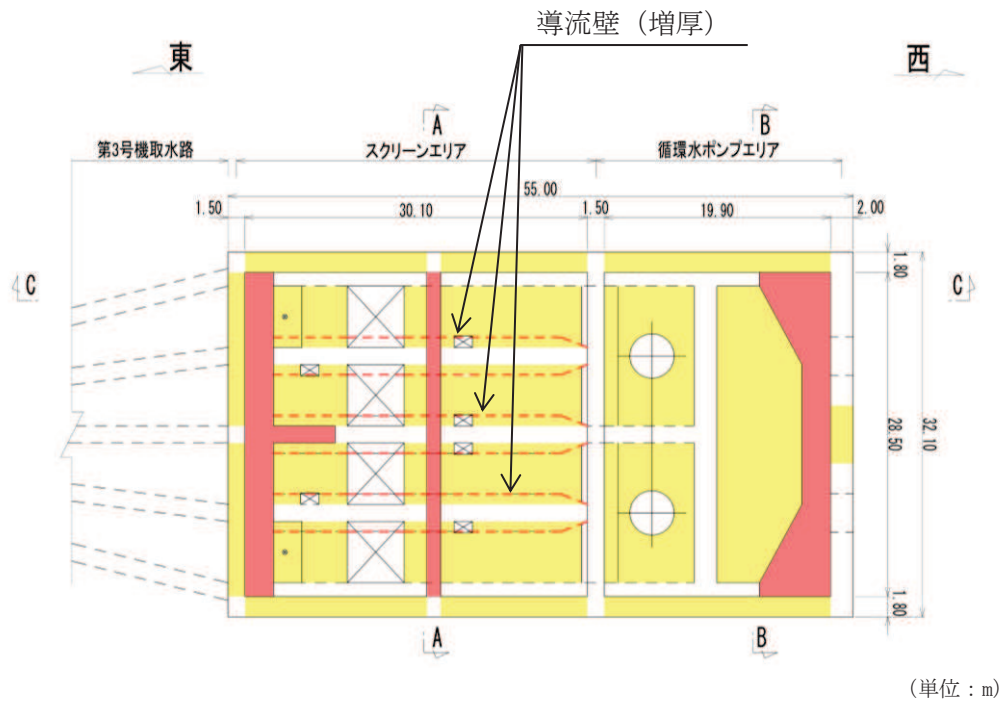 導流壁（増厚）
東
西
A
B
第3号機取水路
スクリーンエリア
循環水ポンプエリア
55.00
1.50
30.10
1.50
19.90
2.00
1.80
C
C
28.50
32.10
1.80
A
B
（単位：m）